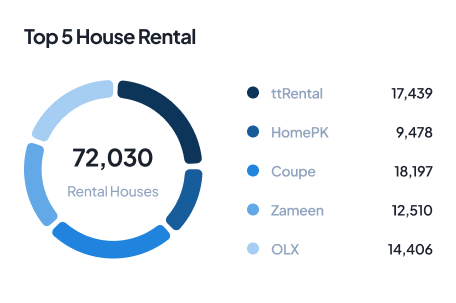 Top 5 House Rental
72,030
Rental Houses
ttRental 17,439
HomePK 9,478
Coupe 18,197
Zameen 12,510
OLX 14,406